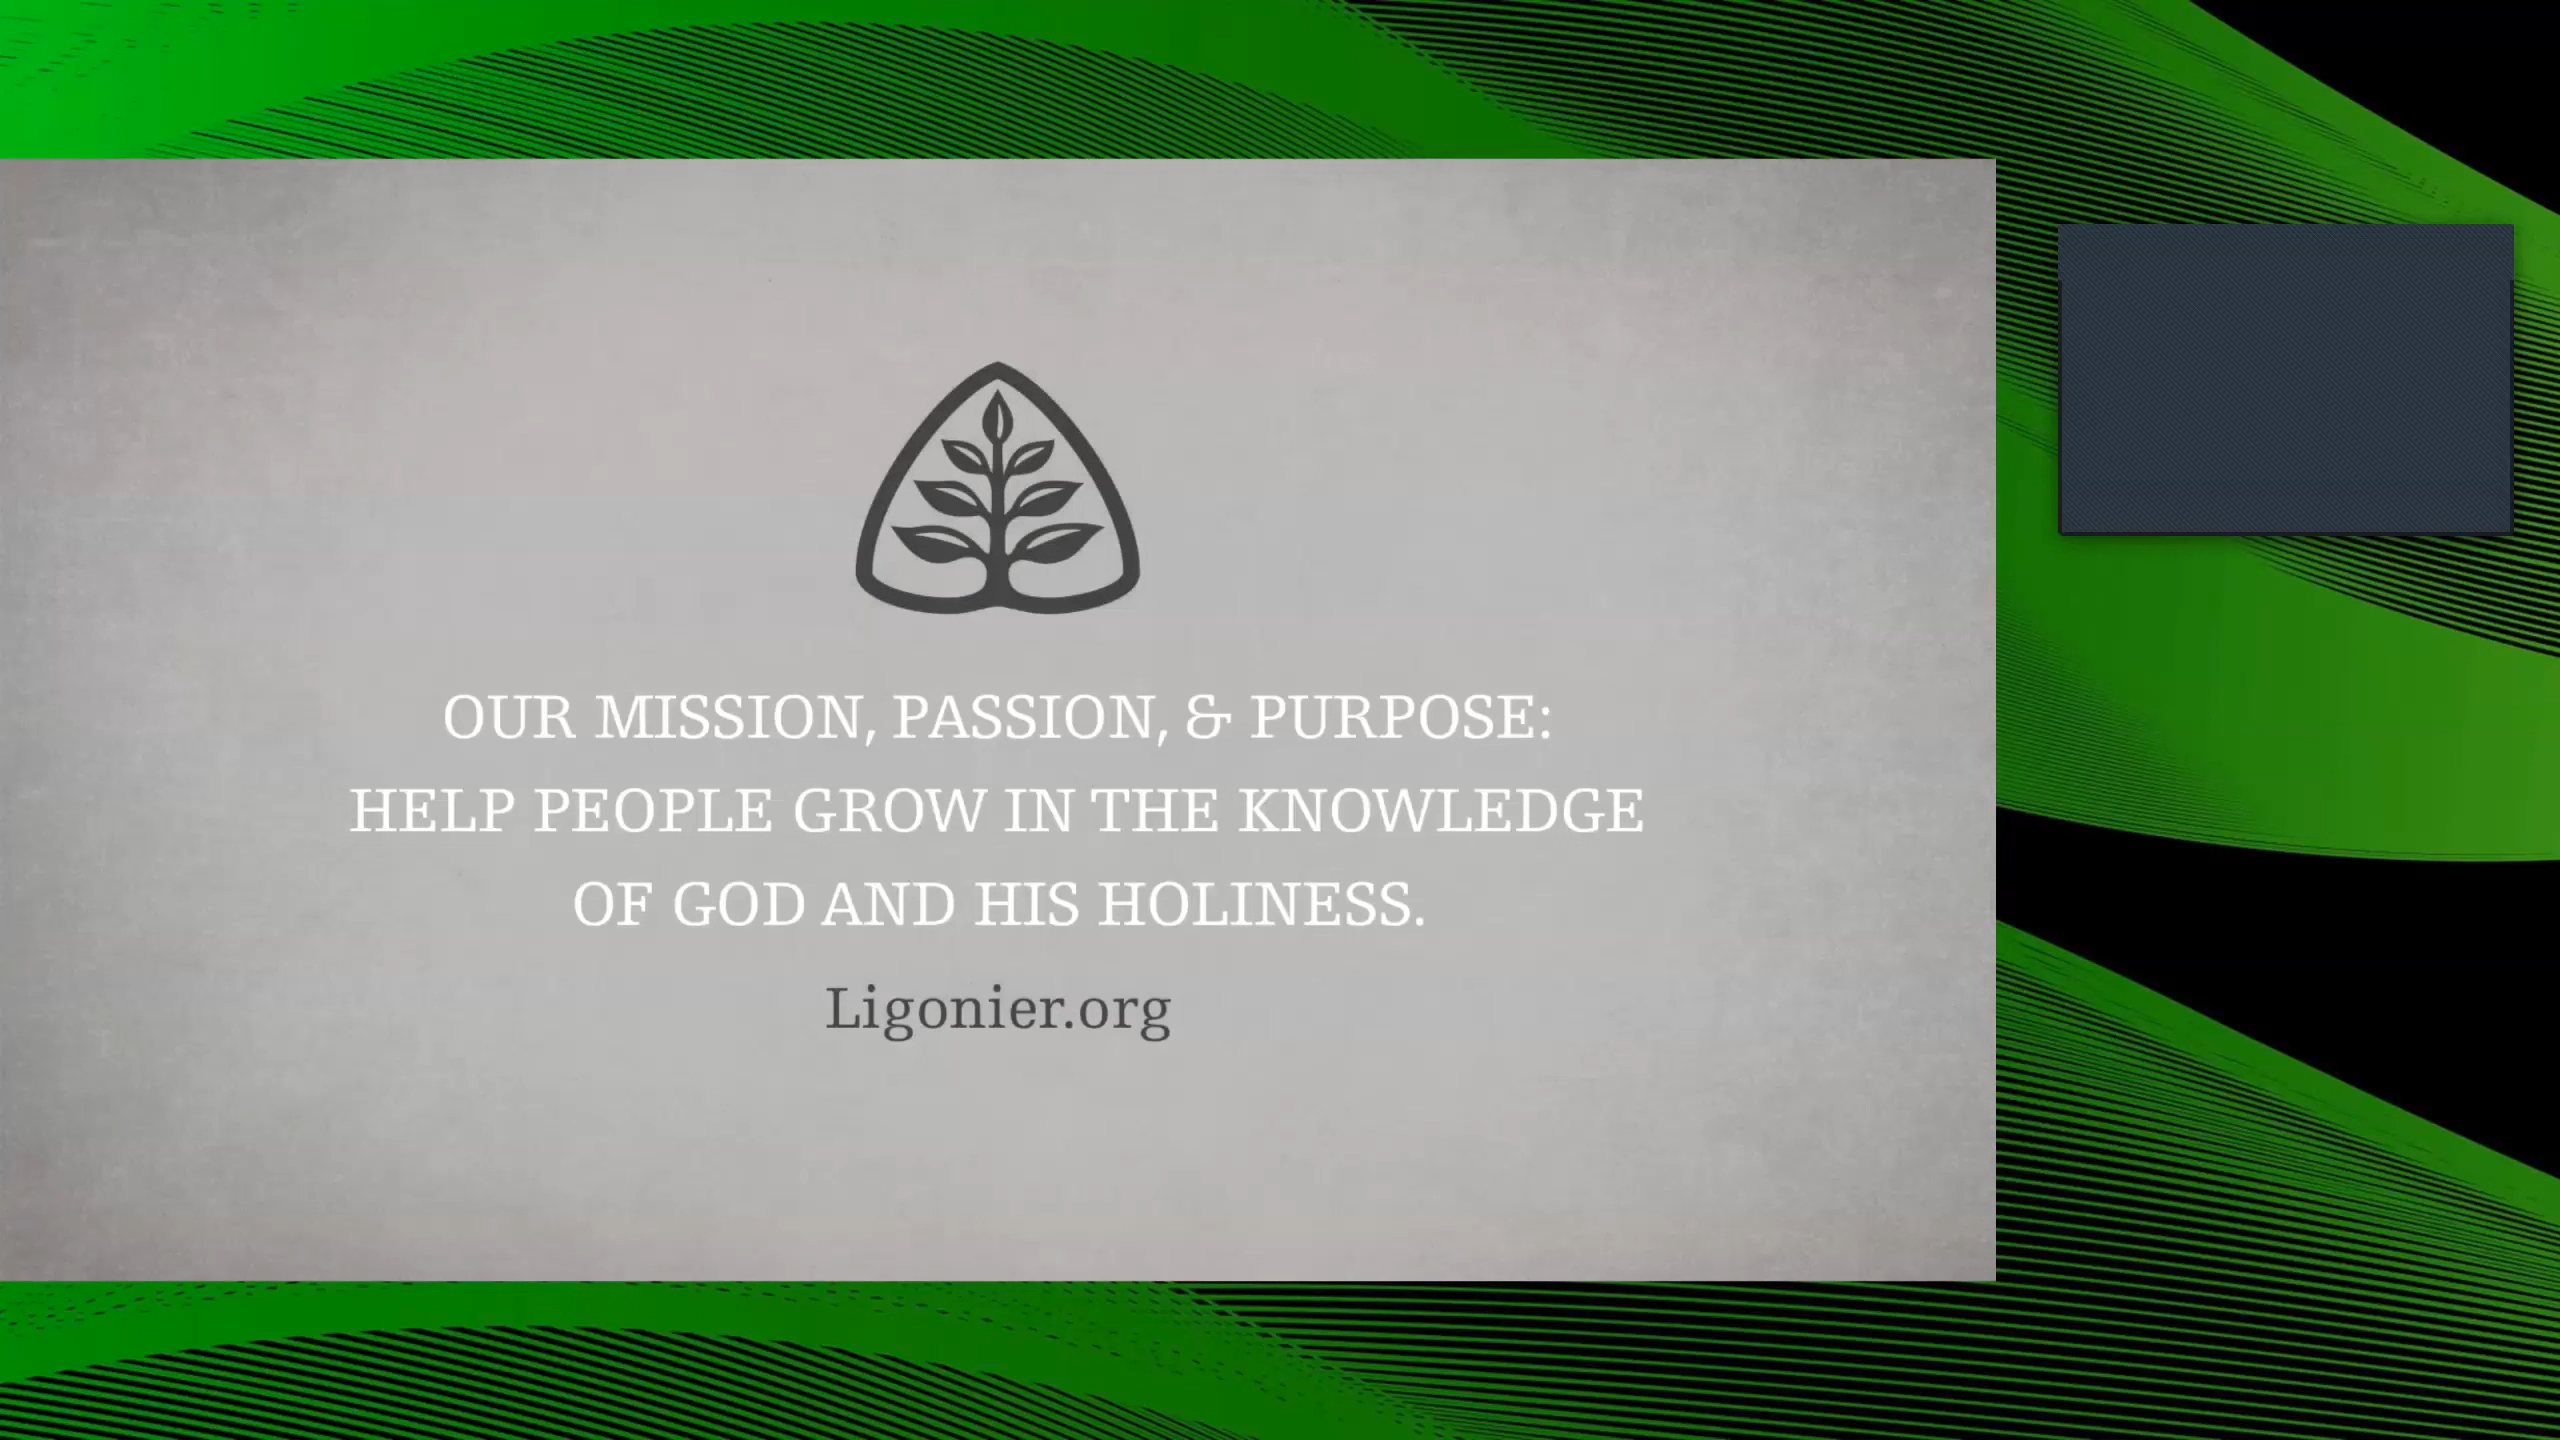 OUR MISSION, PASSION, & PURPOSE:
HELP PEOPLE GROW IN THE KNOWLEDGE
OF GOD AND HIS HOLINESS.
Ligonier.org